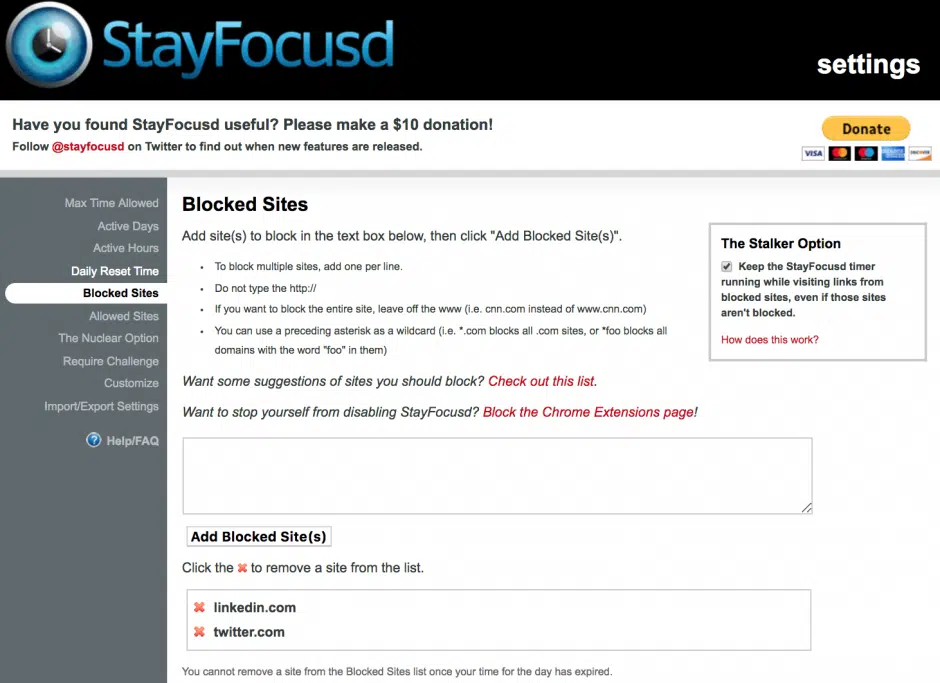 StayFocusd
settings
Have you found StayFocusd useful? Please make a $10 donation!
Follow @stayfocusd on Twitter to find out when new features are released.
Donate
VISA
DISCOVER
Max Time Allowed
Active Days
Active Hours
Daily Reset Time
Blocked Sites
Allowed Sites
The Nuclear Option
Require Challenge
Customize
Import/Export Settings
? Help/FAQ
Blocked Sites
Add site(s) to block in the text box below, then click "Add Blocked Site(s)".
• To block multiple sites, add one per line.
• Do not type the http://
• If you want to block the entire site, leave off the www (i.e. cnn.com instead of www.cnn.com)
• You can use a preceding asterisk as a wildcard (i.e. *.com blocks all .com sites, or *foo blocks all
domains with the word "foo" in them)
Want some suggestions of sites you should block? Check out this list.
Want to stop yourself from disabling StayFocusd? Block the Chrome Extensions page!
Add Blocked Site(s)
Click the ✖ to remove a site from the list.
✖ linkedin.com
✖ twitter.com
You cannot remove a site from the Blocked Sites list once your time for the day has expired.
The Stalker Option
Keep the StayFocusd timer
running while visiting links from
blocked sites, even if those sites
aren't blocked.
How does this work?